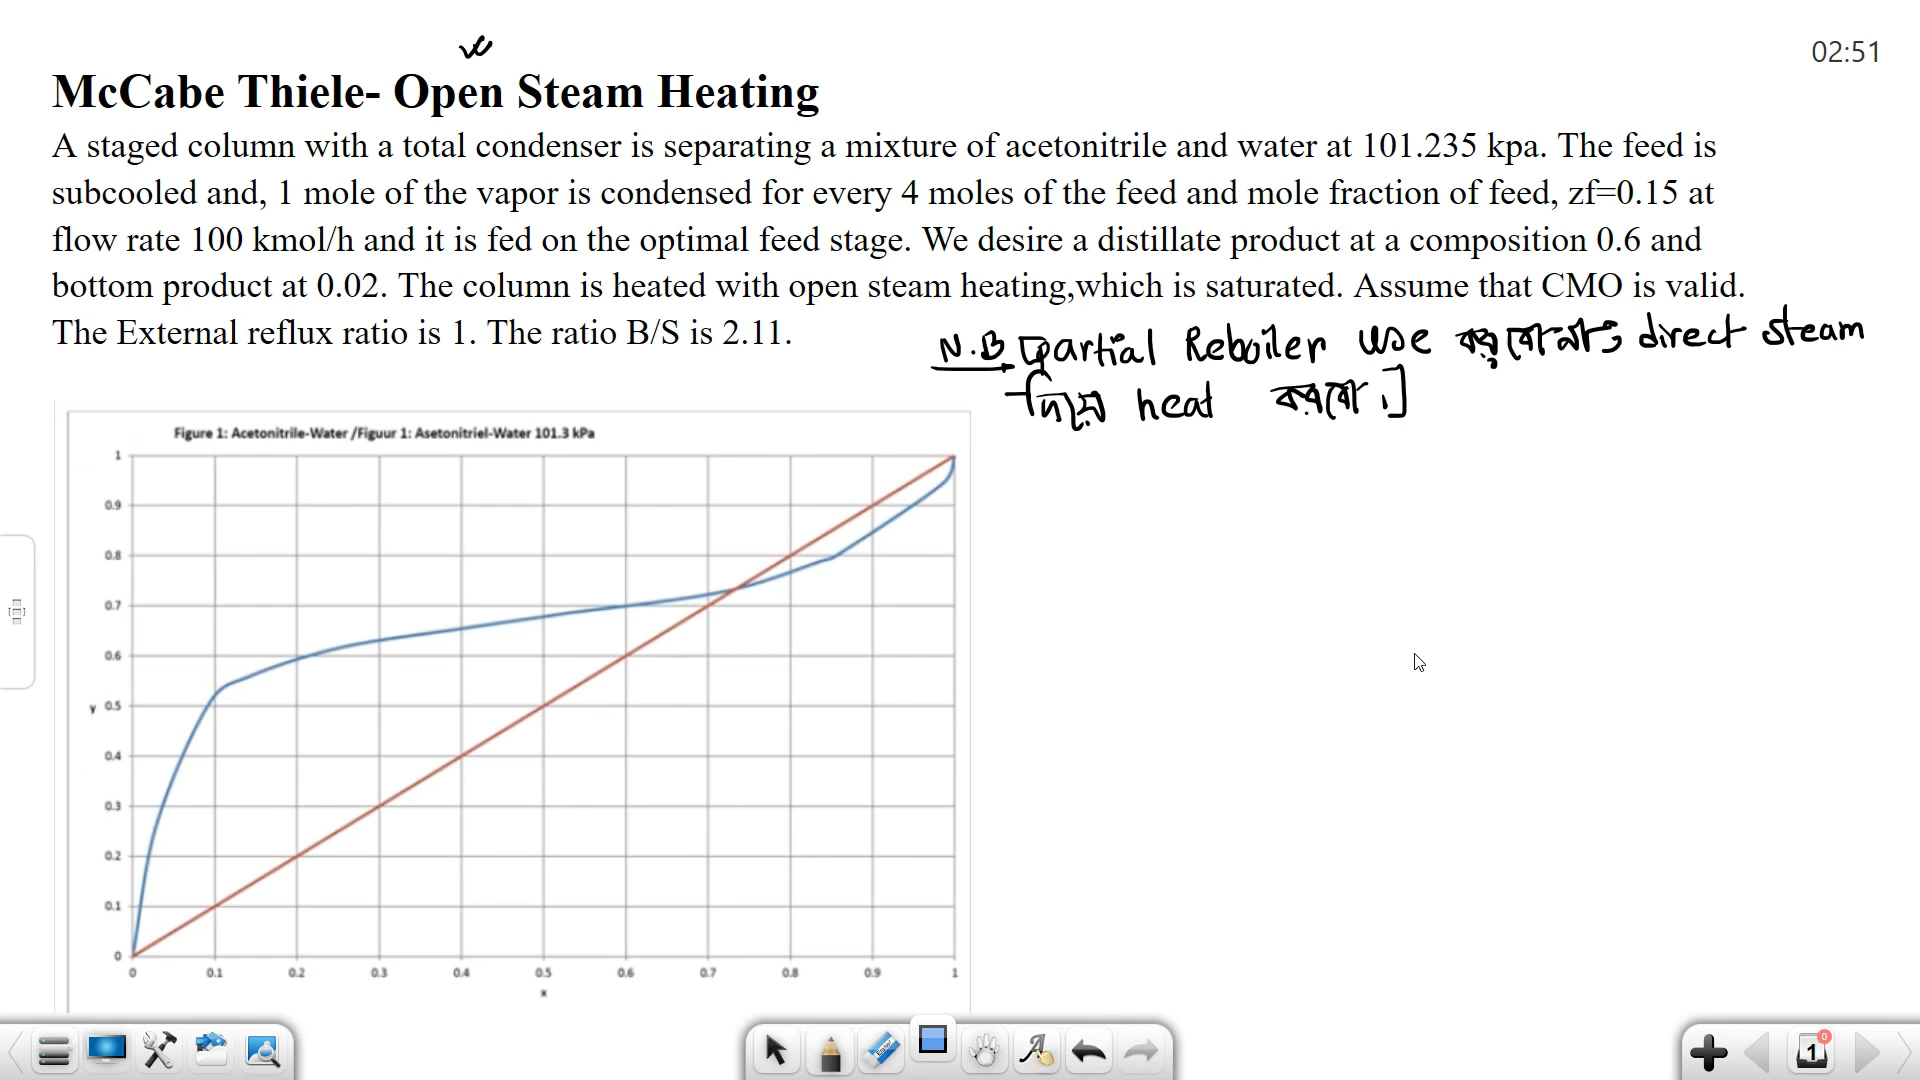 02:51
McCabe Thiele- Open Steam Heating
A staged column with a total condenser is separating a mixture of acetonitrile and water at 101.235 kpa. The feed is
subcooled and, 1 mole of the vapor is condensed for every 4 moles of the feed and mole fraction of feed, zf=0.15 at
flow rate 100 kmol/h and it is fed on the optimal feed stage. We desire a distillate product at a composition 0.6 and
bottom product at 0.02. The column is heated with open steam heating,which is saturated. Assume that CMO is valid.
The External reflux ratio is 1. The ratio B/S is 2.11.
N.B [partial Reboiler use করবো না, direct steam
দিয়ে heat করবো।]
Figure 1: Acetonitrile-Water /Figuur 1: Asetonitriel-Water 101.3 kPa
1
0.9
0.8
0.7
0.6
y 0.5
0.4
0.3
0.2
0.1
0
0 0.1 0.2 0.3 0.4 0.5 0.6 0.7 0.8 0.9 1
x
Eraser
A
1
0